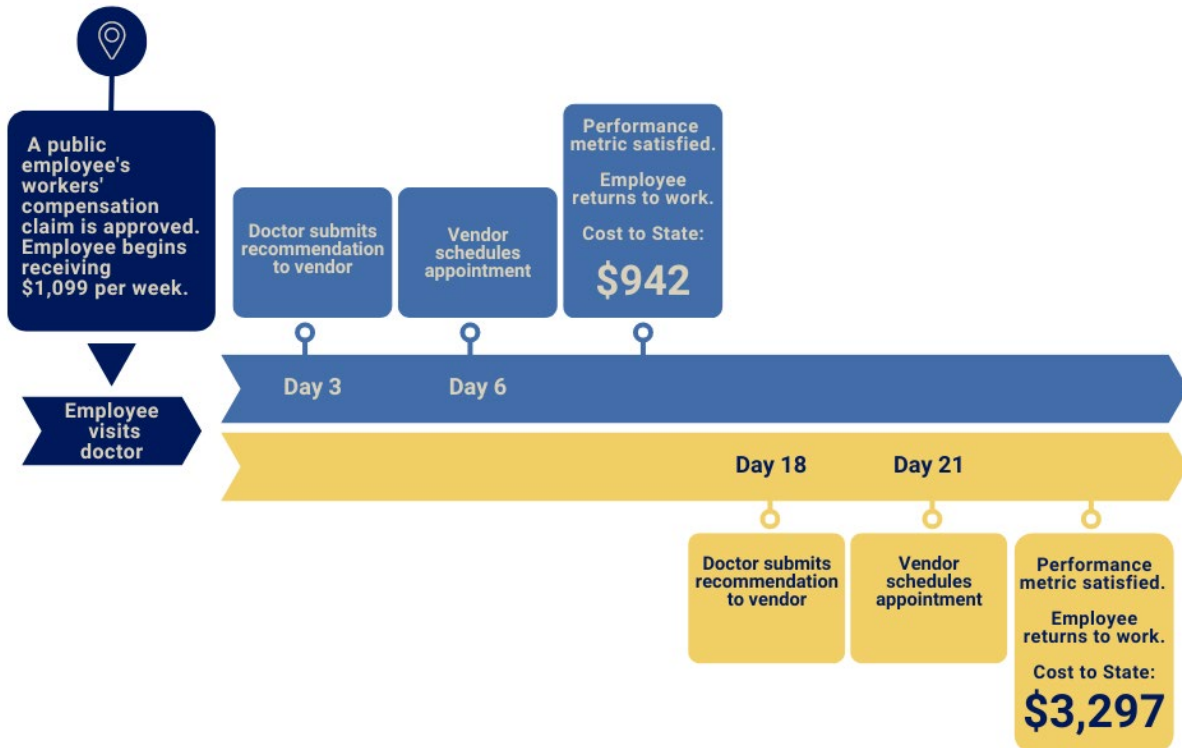 A public
employee's
workers'
compensation
claim is approved.
Employee begins
receiving
$1,099 per week.
Employee
visits
doctor
Doctor submits
recommendation
to vendor
Vendor
schedules
appointment
Performance
metric satisfied.
Employee
returns to work.
Cost to State:
$942
Day 3
Day 6
Day 18
Day 21
Doctor submits
recommendation
to vendor
Vendor
schedules
appointment
Performance
metric satisfied.
Employee
returns to work.
Cost to State:
$3,297